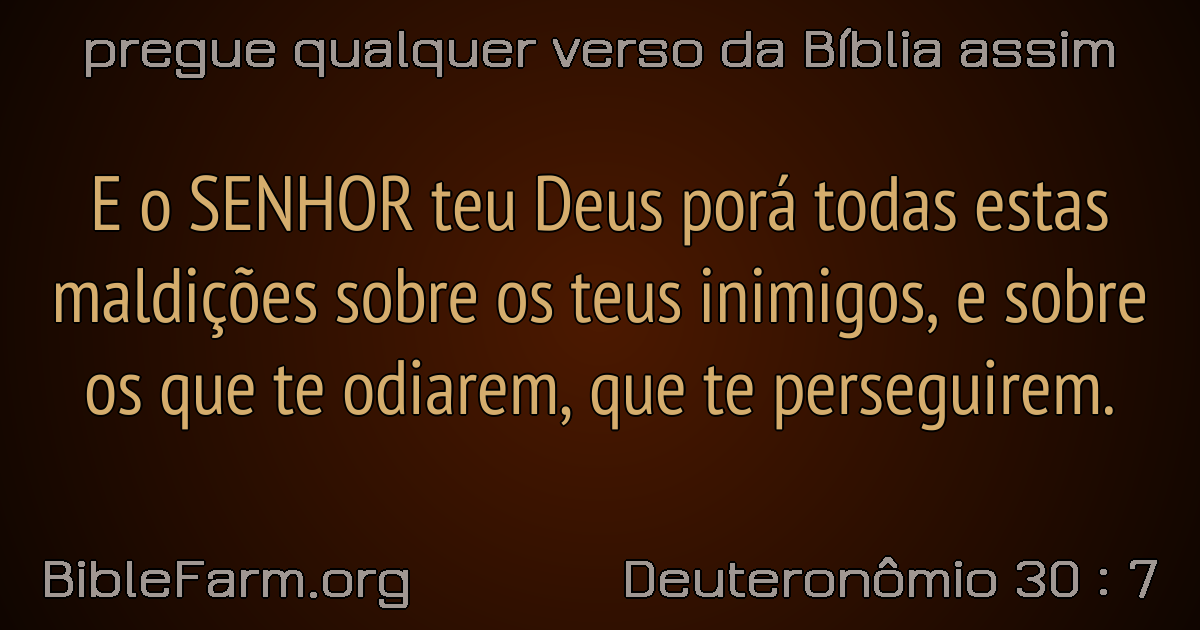 pregue qualquer verso da Bíblia assim
E o SENHOR teu Deus porá todas estas
maldições sobre os teus inimigos, e sobre
os que te odiarem, que te perseguirem.
BibleFarm.org
Deuteronômio 30 : 7